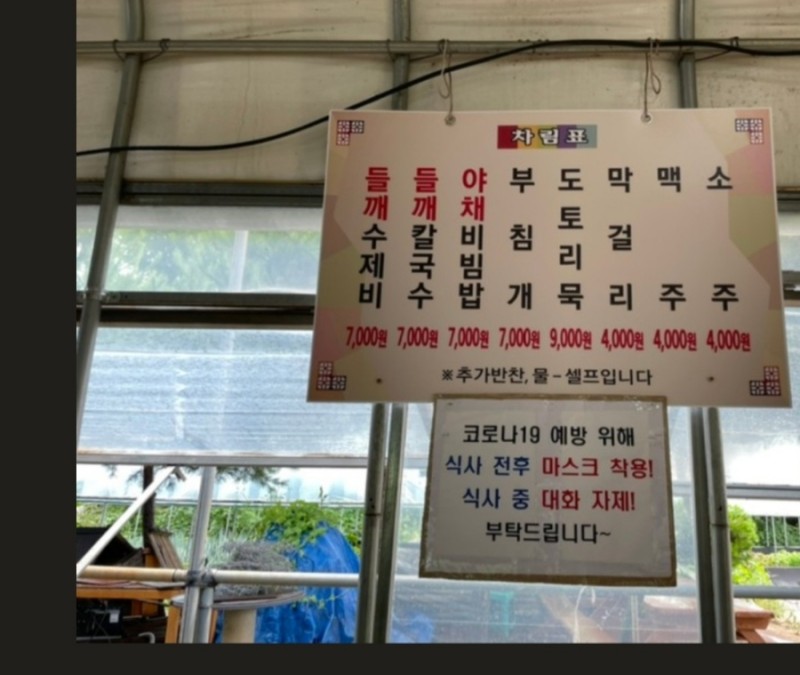 차림표
들깨수제비
들깨칼국수
야채비빔밥
부침개
도토리묵
막걸리
맥주
소주
7,000원 7,000원 7,000원 7,000원 9,000원 4,000원 4,000원 4,000원
※추가반찬, 물-셀프입니다
코로나19 예방 위해
식사 전후 마스크 착용!
식사 중 대화 자제!
부탁드립니다~